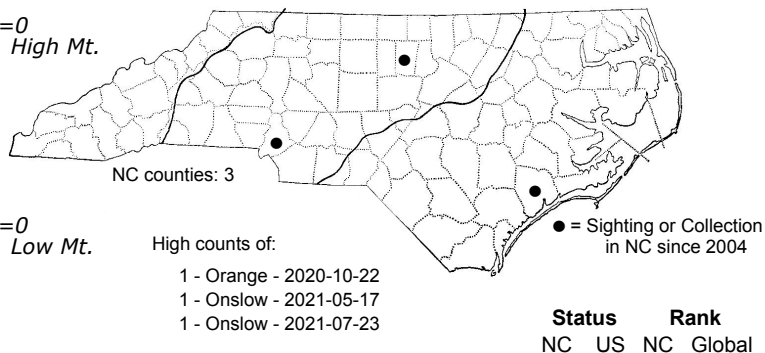 =0
High Mt.
NC counties: 3
=0
Low Mt.
High counts of:
1 - Orange - 2020-10-22
1 - Onslow - 2021-05-17
1 - Onslow - 2021-07-23
= Sighting or Collection
in NC since 2004
Status Rank
NC US NC Global